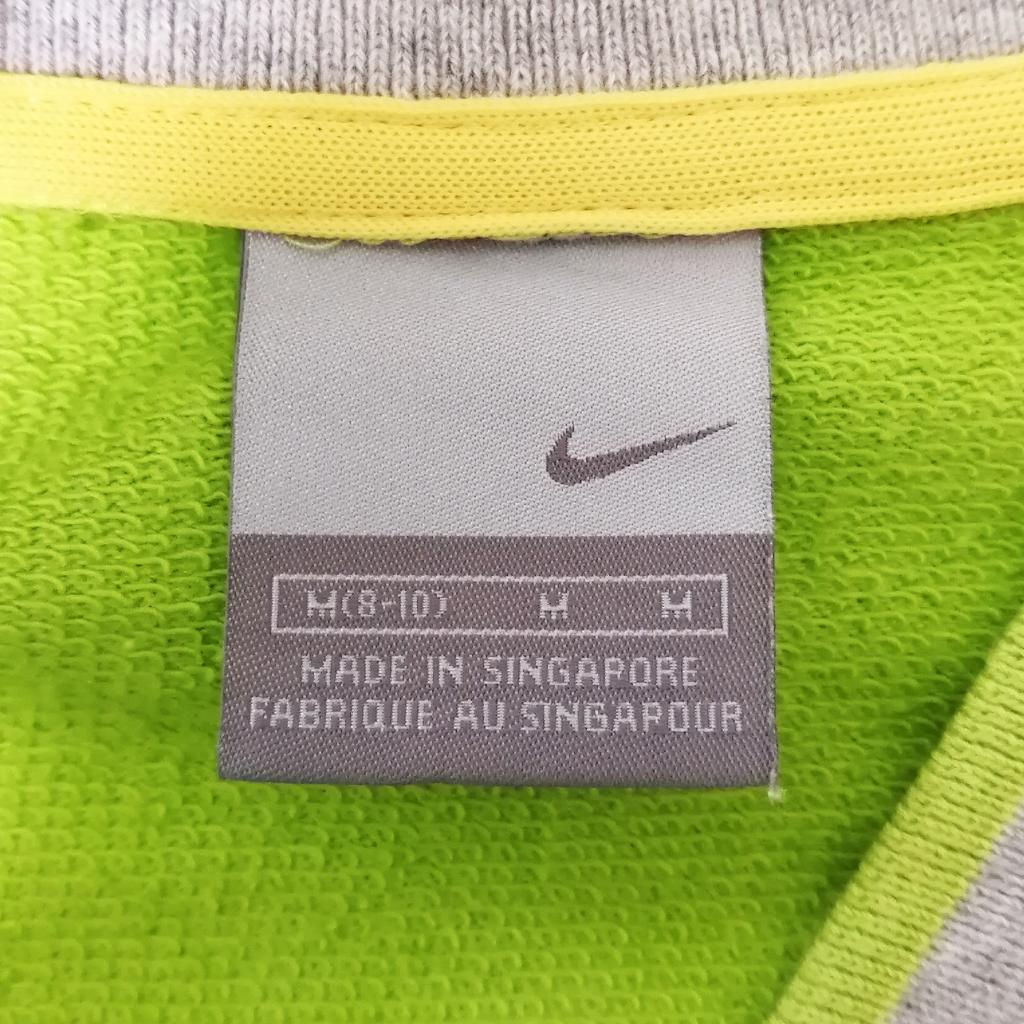 M(8-10) M M
MADE IN SINGAPORE
FABRIQUE AU SINGAPOUR